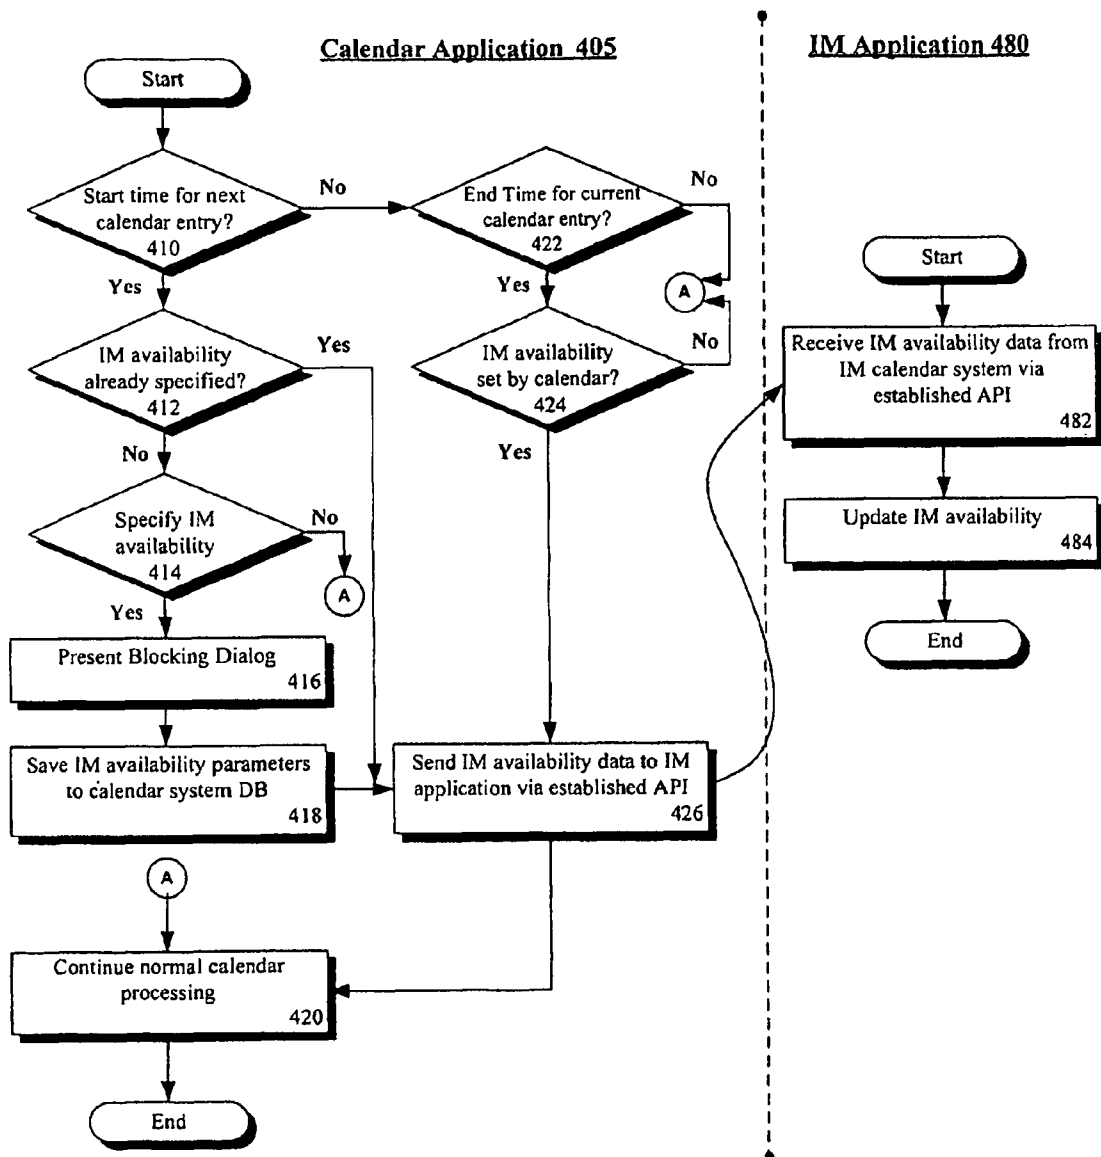 Calendar Application 405
IM Application 480
Start
Start time for next
calendar entry?
410
No
End Time for current
calendar entry?
422
No
Yes
Yes
A
IM availability
already specified?
412
Yes
IM availability
set by calendar?
424
No
No
Yes
Specify IM
availability
414
No
A
Yes
Present Blocking Dialog
416
Save IM availability parameters
to calendar system DB
418
Send IM availability data to IM
application via established API
426
A
Continue normal calendar
processing
420
End
Start
Receive IM availability data from
IM calendar system via
established API
482
Update IM availability
484
End